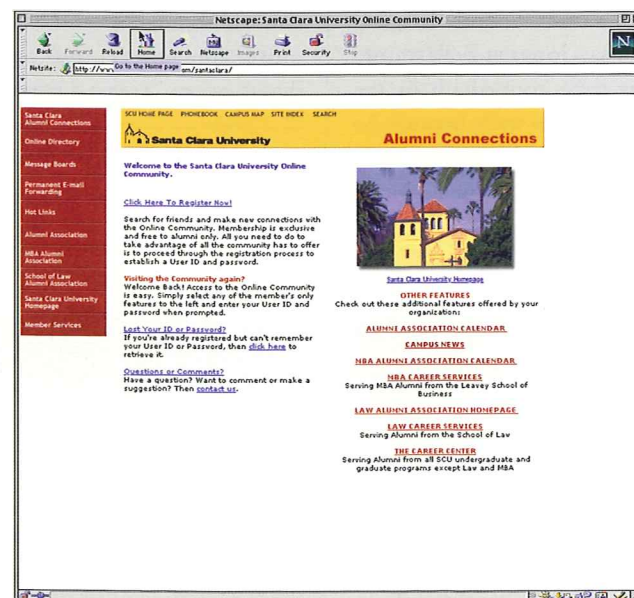 Netscape: Santa Clara University Online Community
Back Forward Reload Home Search Netscape Images Print Security Stop
N
Netsite: http://www Go to the Home page om/santaclara/
Santa Clara
Alumni Connections
Online Directory
Message Boards
Permanent E-mail
Forwarding
Hot Links
Alumni Association
MBA Alumni
Association
School of Law
Alumni Association
Santa Clara University
Homepage
Member Services
SCU HOME PAGE PHONEBOOK CAMPUS MAP SITE INDEX SEARCH
Santa Clara University
Alumni Connections
Welcome to the Santa Clara University Online
Community.
Click Here To Register Now!
Search for friends and make new connections with
the Online Community. Membership is exclusive
and free to alumni only. All you need to do to
take advantage of all the community has to offer
is to proceed through the registration process to
establish a User ID and password.
Visiting the Community again?
Welcome Back! Access to the Online Community
is easy. Simply select any of the member's only
features to the left and enter your User ID and
password when prompted.
Lost Your ID or Password?
If you're already registered but can't remember
your User ID or Password, then click here to
retrieve it.
Questions or Comments?
Have a question? Want to comment or make a
suggestion? Then contact us.
Santa Clara University Homepage
OTHER FEATURES
Check out these additional features offered by your
organization:
ALUMNI ASSOCIATION CALENDAR
CAMPUS NEWS
MBA ALUMNI ASSOCIATION CALENDAR
MBA CAREER SERVICES
Serving MBA Alumni from the Leavey School of
Business
LAW ALUMNI ASSOCIATION HOMEPAGE
LAW CAREER SERVICES
Serving Alumni from the School of Law
THE CAREER CENTER
Serving Alumni from all SCU undergraduate and
graduate programs except Law and MBA